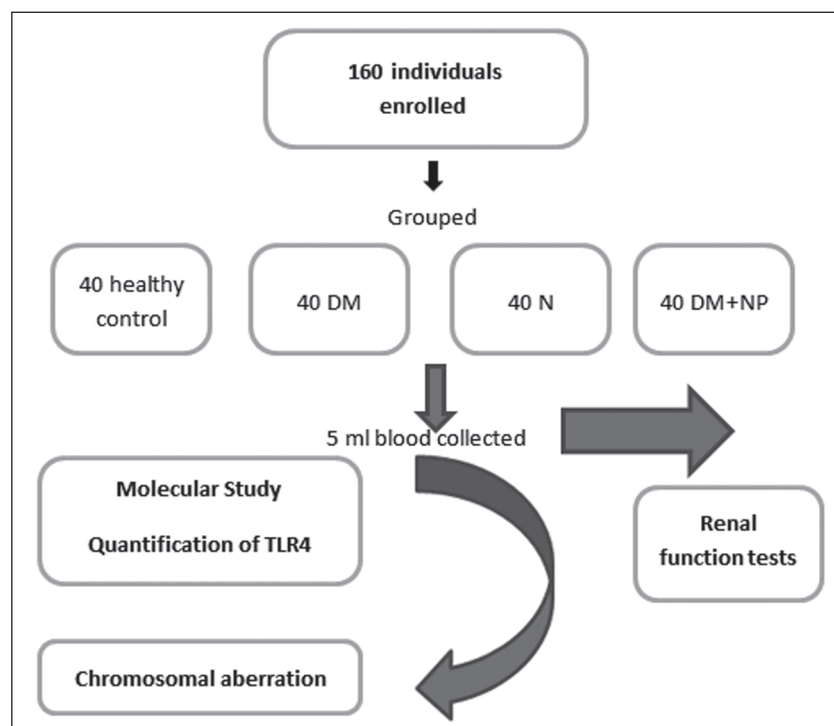 160 individuals
enrolled
Grouped
40 healthy
control
40 DM
40 N
40 DM+NP
5 ml blood collected
Molecular Study
Quantification of TLR4
Renal
function tests
Chromosomal aberration